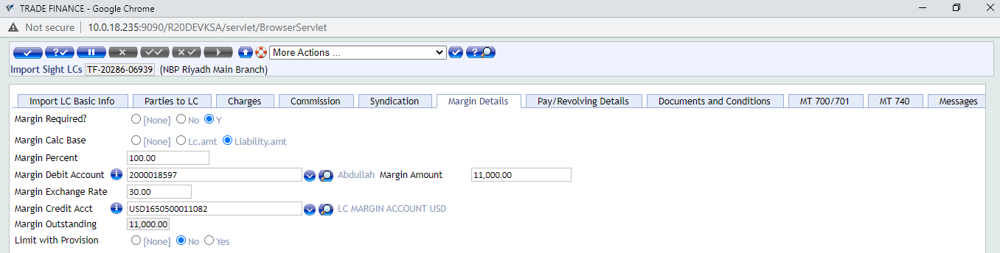 TRADE FINANCE - Google Chrome
Not secure | 10.0.18.235:9090/R20DEVKSA/servlet/BrowserServlet
More Actions ...
Import Sight LCs TF-20286-06939 (NBP Riyadh Main Branch)
Import LC Basic Info Parties to LC Charges Commission Syndication Margin Details Pay/Revolving Details Documents and Conditions MT 700/701 MT 740 Messages
Margin Required? [None] No Y
Margin Calc Base [None] Lc.amt Liability.amt
Margin Percent 100.00
Margin Debit Account 2000018597 Abdullah Margin Amount 11,000.00
Margin Exchange Rate 30.00
Margin Credit Acct USD1650500011082 LC MARGIN ACCOUNT USD
Margin Outstanding 11,000.00
Limit with Provision [None] No Yes